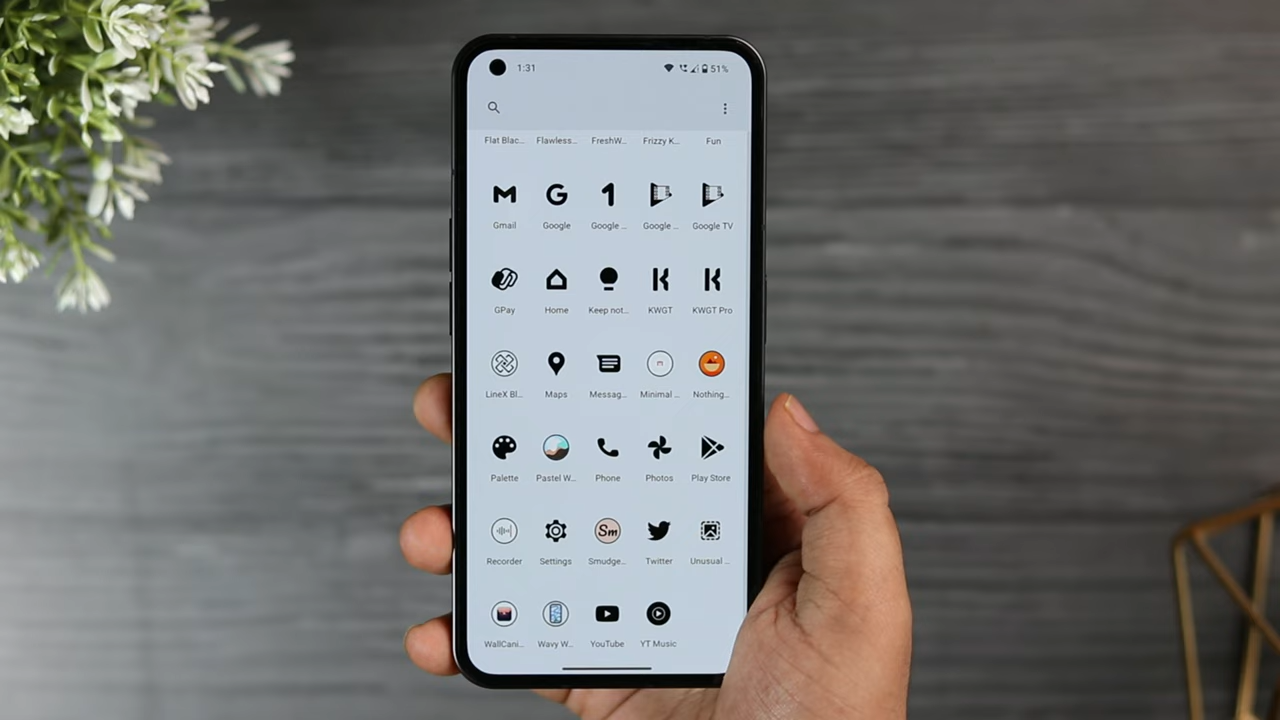 1:31 51%
Flat Blac... Flawless... FreshW... Frizzy K... Fun
Gmail Google Google ... Google ... Google TV
GPay Home Keep not... KWGT KWGT Pro
LineX Bl... Maps Messag... Minimal ... Nothing...
Palette Pastel W... Phone Photos Play Store
Sm
Recorder Settings Smudge... Twitter Unusual ...
WallCani... Wavy W... YouTube YT Music